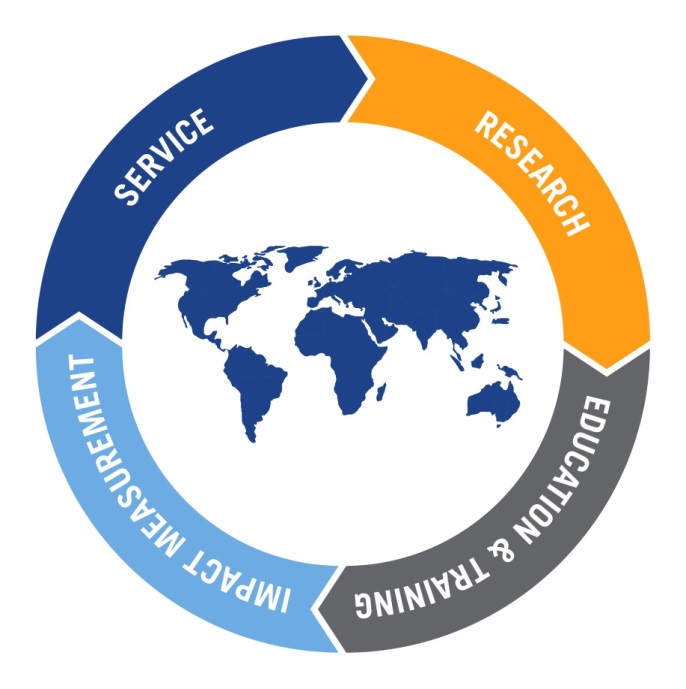 SERVICE
RESEARCH
EDUCATION & TRAINING
IMPACT MEASUREMENT